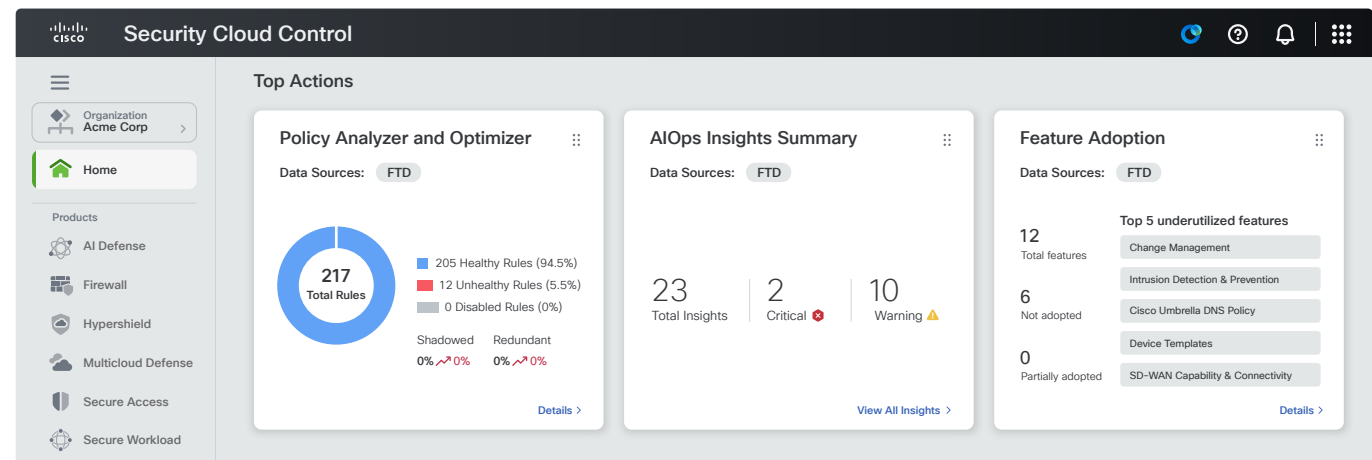 CISCO
Security Cloud Control
Organization
Acme Corp
Home
Products
AI Defense
Firewall
Hypershield
Multicloud Defense
Secure Access
Secure Workload
Top Actions
Policy Analyzer and Optimizer
Data Sources: FTD
217
Total Rules
205 Healthy Rules (94.5%)
12 Unhealthy Rules (5.5%)
0 Disabled Rules (0%)
Shadowed Redundant
0% 0% 0% 0%
Details
AIOps Insights Summary
Data Sources: FTD
23
Total Insights
2
Critical
10
Warning
View All Insights
Feature Adoption
Data Sources: FTD
12
Total features
6
Not adopted
0
Partially adopted
Top 5 underutilized features
Change Management
Intrusion Detection & Prevention
Cisco Umbrella DNS Policy
Device Templates
SD-WAN Capability & Connectivity
Details